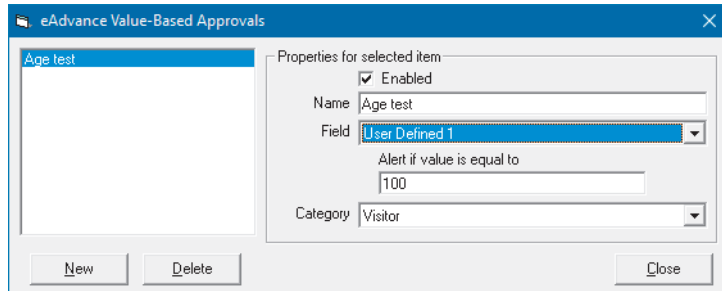 eAdvance Value-Based Approvals
Age test
Properties for selected item
Enabled
Name Age test
Field User Defined 1
Alert if value is equal to
100
Category Visitor
New Delete Close